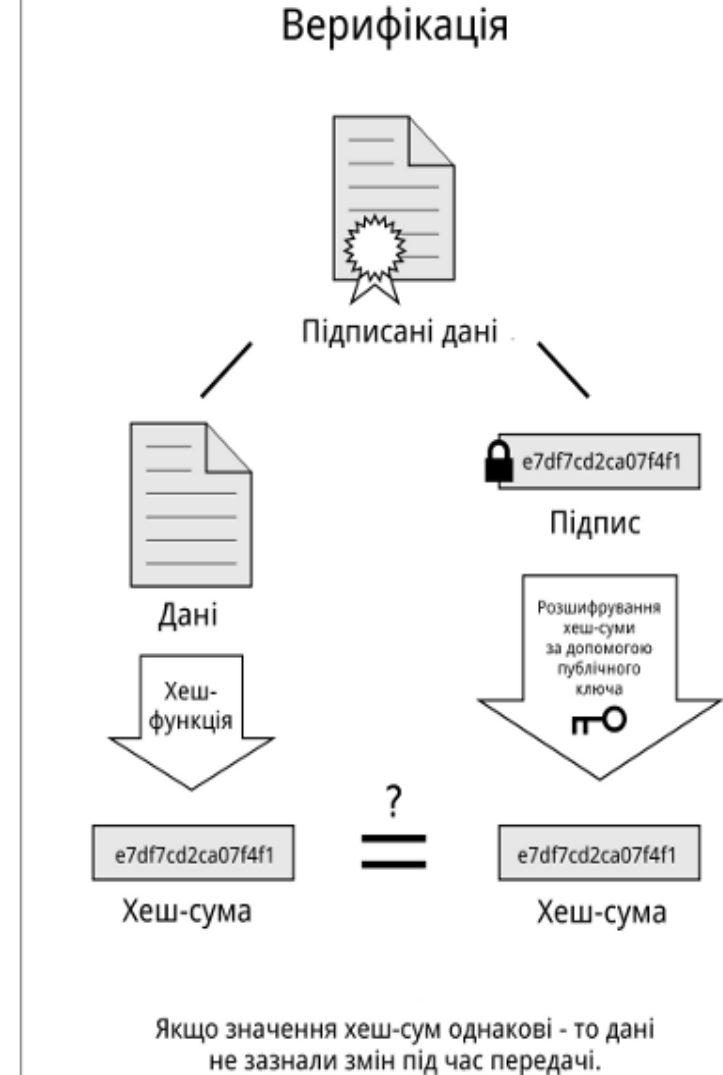 Верифікація
Підписані дані
e7df7cd2ca07f4f1
Підпис
Дані
Розшифрування
хеш-суми
за допомогою
публічного
ключа
Хеш-
функція
?
e7df7cd2ca07f4f1
e7df7cd2ca07f4f1
Хеш-сума
Хеш-сума
Якщо значення хеш-сум однакові - то дані
не зазнали змін під час передачі.